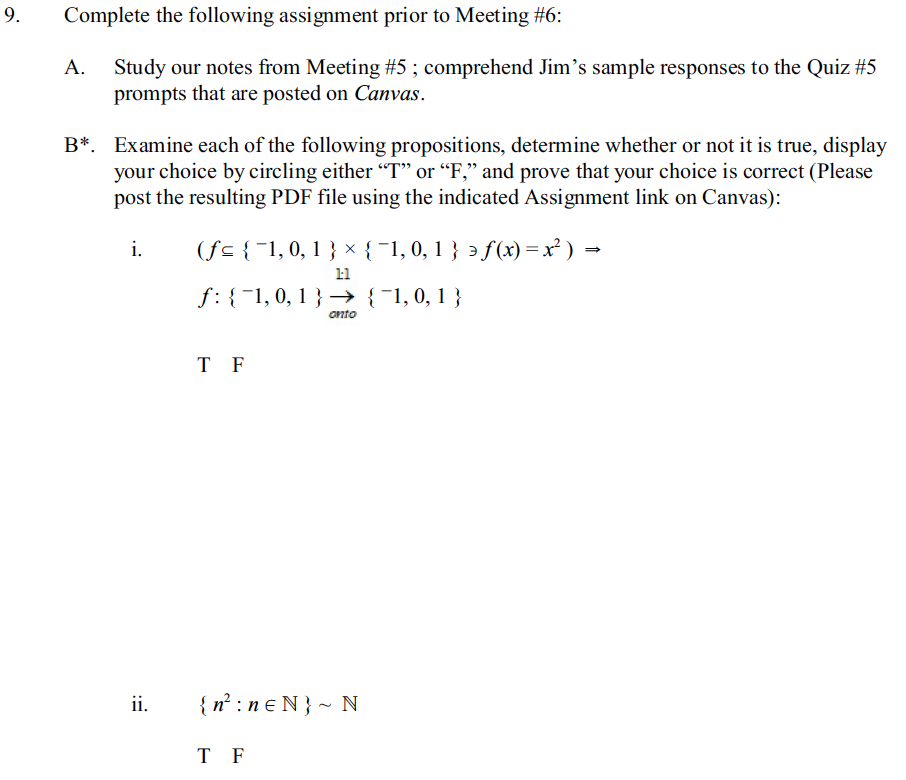 9. Complete the following assignment prior to Meeting #6:
A. Study our notes from Meeting #5 ; comprehend Jim’s sample responses to the Quiz #5
prompts that are posted on Canvas.
B*. Examine each of the following propositions, determine whether or not it is true, display
your choice by circling either “T” or “F,” and prove that your choice is correct (Please
post the resulting PDF file using the indicated Assignment link on Canvas):
i. ( f ⊆ { ⁻1, 0, 1 } × { ⁻1, 0, 1 } ∍ f (x) = x² ) ⇒
1:1
f : { ⁻1, 0, 1 } → { ⁻1, 0, 1 }
onto
T F
ii. { n² : n ∈ ℕ } ~ ℕ
T F